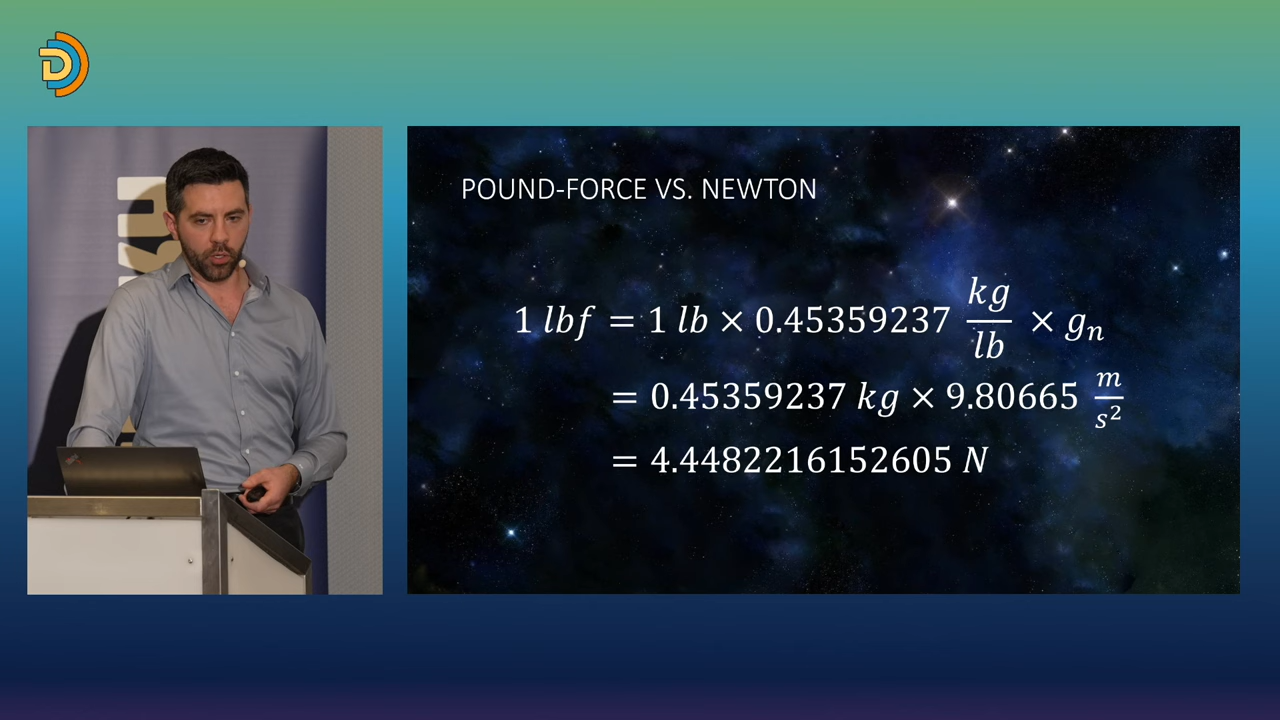 D
POUND-FORCE VS. NEWTON
1 lbf = 1 lb × 0.45359237 kg/lb × gₙ
= 0.45359237 kg × 9.80665 m/s²
= 4.4482216152605 N